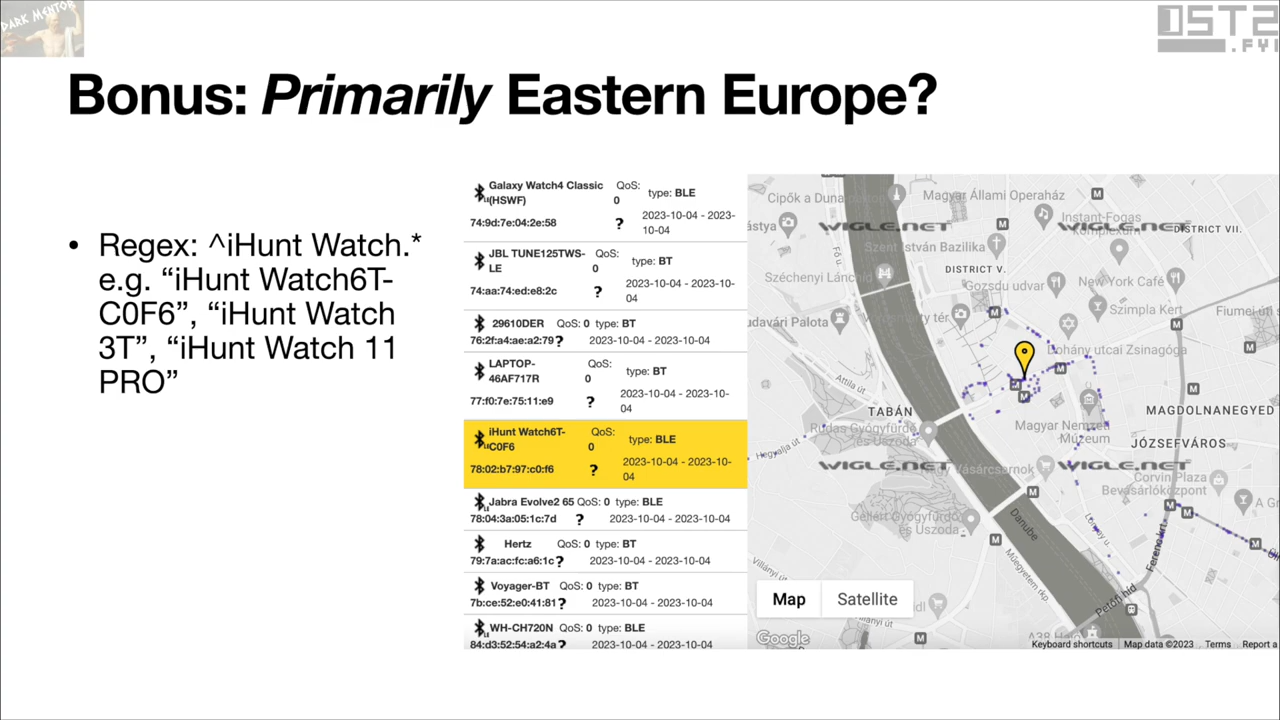 DARK MENTOR
OST2
.FYI
Bonus: Primarily Eastern Europe?
• Regex: ^iHunt Watch.*
e.g. “iHunt Watch6T-
C0F6”, “iHunt Watch
3T”, “iHunt Watch 11
PRO”
Galaxy Watch4 Classic (HSWF) QoS: 0 type: BLE
74:9d:7e:04:2e:58 ? 2023-10-04 - 2023-10-04
JBL TUNE125TWS-LE QoS: 0 type: BT
74:aa:74:ed:e8:2c ? 2023-10-04 - 2023-10-04
29610DER QoS: 0 type: BT
76:2f:a4:ae:a2:79 ? 2023-10-04 - 2023-10-04
LAPTOP-46AF717R QoS: 0 type: BT
77:f0:7e:75:11:e9 ? 2023-10-04 - 2023-10-04
iHunt Watch6T-C0F6 QoS: 0 type: BLE
78:02:b7:97:c0:f6 ? 2023-10-04 - 2023-10-04
Jabra Evolve2 65 QoS: 0 type: BLE
78:04:3a:05:1c:7d ? 2023-10-04 - 2023-10-04
Hertz QoS: 0 type: BT
79:7a:ac:fc:a6:1c ? 2023-10-04 - 2023-10-04
Voyager-BT QoS: 0 type: BT
7b:ce:52:e0:41:81 ? 2023-10-04 - 2023-10-04
WH-CH720N QoS: 0 type: BLE
84:d3:52:54:a2:4a ? 2023-10-04 - 2023-10-04
Cipők a Duna
Magyar Állami Operaház
Instant-Fogas
WIGLE.NET
WIGLE.NET
DISTRICT VII.
Fő u.
Szent István Bazilika
DISTRICT V.
Széchenyi Lánchíd
Gozsdu udvar
New York Café
Szimpla Kert
Fiumei úti
udavári Palota
tér
Dohány utcai Zsinagóga
Attila út
TABÁN
Rudas Gyógyfürdő
és Uszoda
Magyar Nemzeti
Múzeum
MAGDOLNANEGYED
JÓZSEFVÁROS
Hegyalja út
WIGLE.NET
Vásárcsarnok
WIGLE.NET
Corvin Plaza
Bevásárlóközpont
Gellért Gyógyfürdő
és Uszoda
Danube
Lónyay u.
Ferenc krt.
Villányi út
Műegyetem rkp.
Petőfi híd
Map
Satellite
Villányi út
A38
Google
Keyboard shortcuts
Map data ©2023
Terms
Report a